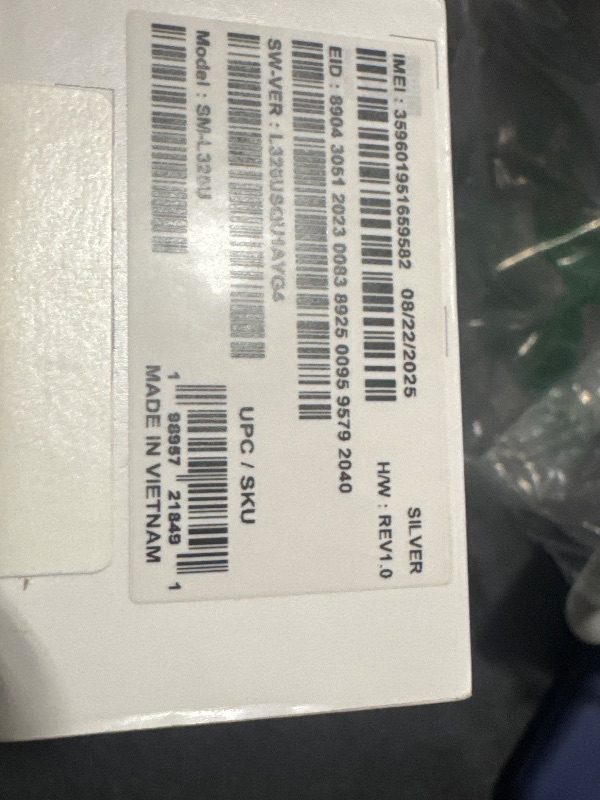 IMEI : 359601951659582 08/22/2025 SILVER
H/W : REV1.0
EID : 8904 3051 2023 0083 8925 0095 9579 2040
SW-VER :
UPC / SKU
Model :
1 98957 21849 1
MADE IN VIETNAM